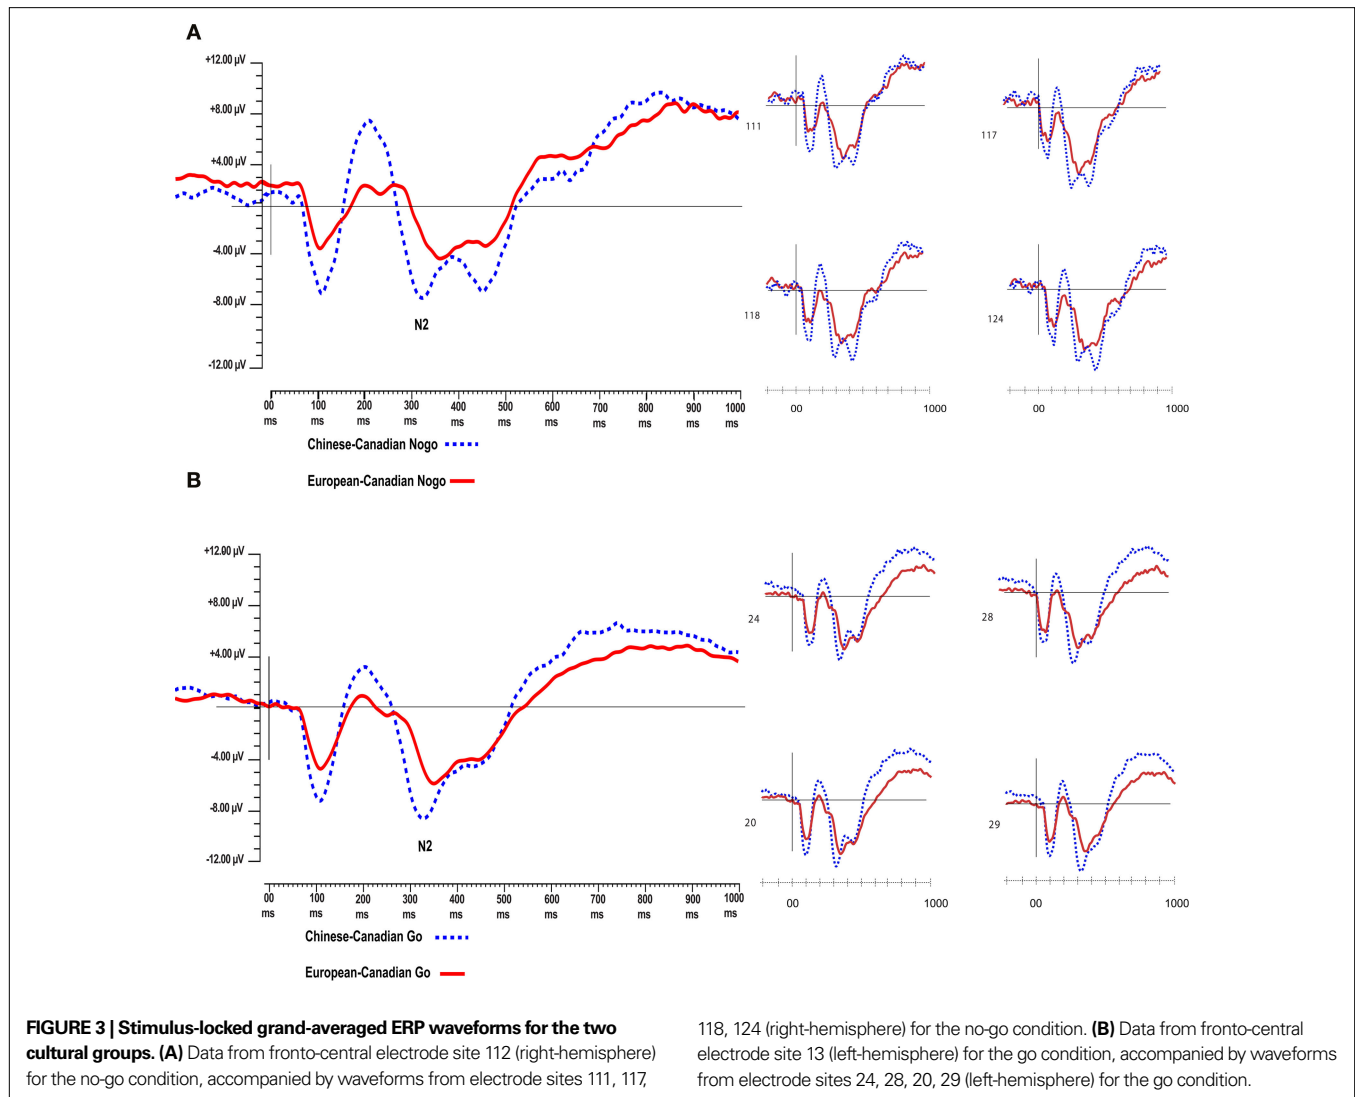 A
+12.00 µV
+8.00 µV
+4.00 µV
-4.00 µV
-8.00 µV
-12.00 µV
N2
00 ms 100 ms 200 ms 300 ms 400 ms 500 ms 600 ms 700 ms 800 ms 900 ms 1000 ms
Chinese-Canadian Nogo
European-Canadian Nogo
111
117
118
124
00 1000
00 1000
B
+12.00 µV
+8.00 µV
+4.00 µV
-4.00 µV
-8.00 µV
-12.00 µV
N2
00 ms 100 ms 200 ms 300 ms 400 ms 500 ms 600 ms 700 ms 800 ms 900 ms 1000 ms
Chinese-Canadian Go
European-Canadian Go
24
28
20
29
00 1000
00 1000
FIGURE 3 | Stimulus-locked grand-averaged ERP waveforms for the two
cultural groups. (A) Data from fronto-central electrode site 112 (right-hemisphere)
for the no-go condition, accompanied by waveforms from electrode sites 111, 117,
118, 124 (right-hemisphere) for the no-go condition. (B) Data from fronto-central
electrode site 13 (left-hemisphere) for the go condition, accompanied by waveforms
from electrode sites 24, 28, 20, 29 (left-hemisphere) for the go condition.